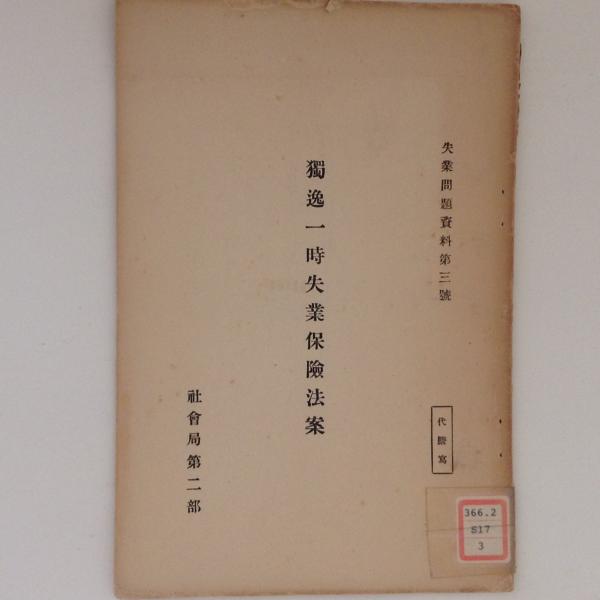 失業問題資料第三號
獨逸一時失業保險法案
社會局第二部
代謄寫
366.2
S17
3